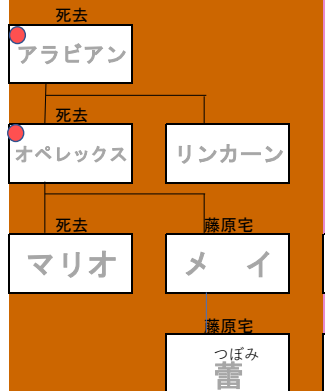 死去
アラビアン
死去
オペレックス
リンカーン
死去
藤原宅
マリオ
メ　イ
藤原宅
つぼみ
蕾